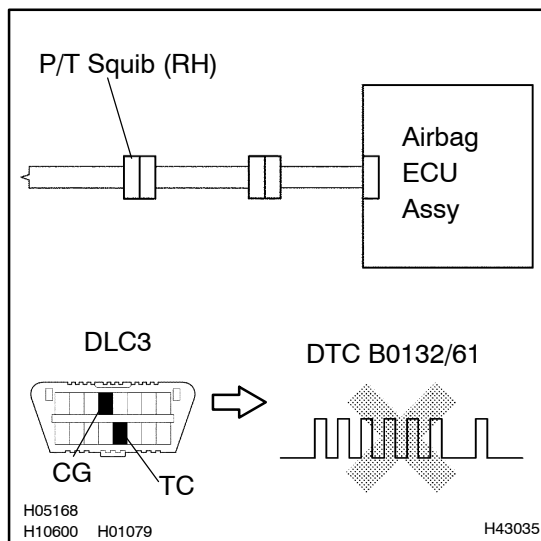 P/T Squib (RH)
Airbag
ECU
Assy
DLC3
DTC B0132/61
CG
TC
H05168
H10600 H01079
H43035